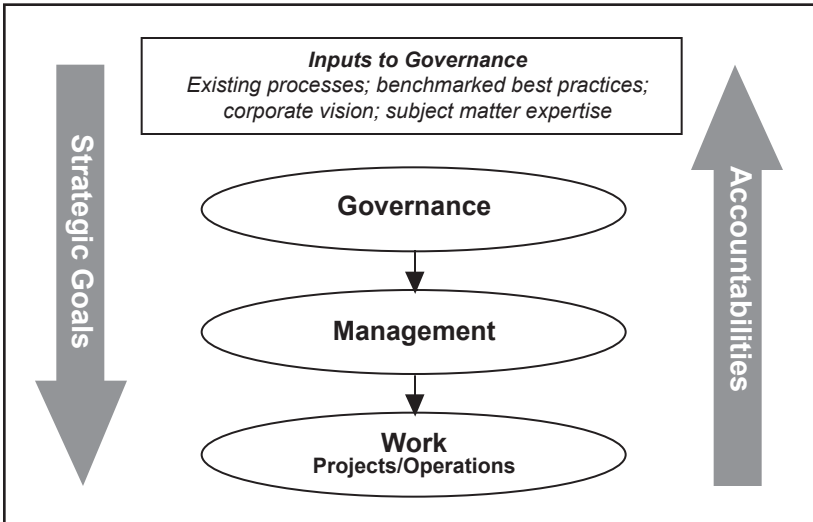 Inputs to Governance
Existing processes; benchmarked best practices;
corporate vision; subject matter expertise
Strategic Goals
Accountabilities
Governance
Management
Work
Projects/Operations